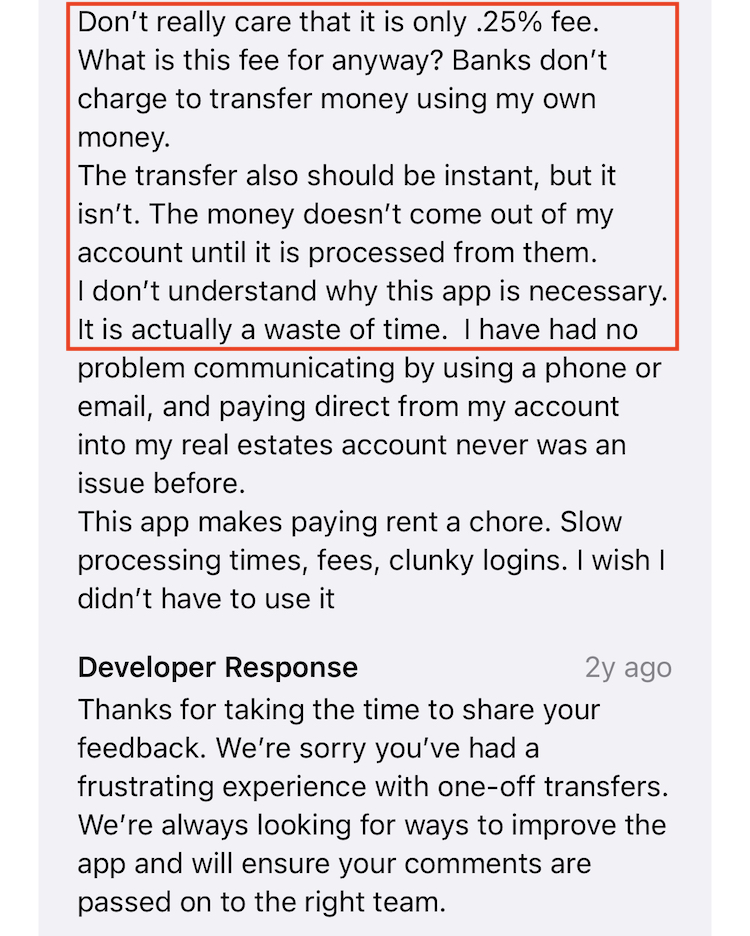 Don’t really care that it is only .25% fee.
What is this fee for anyway? Banks don’t
charge to transfer money using my own
money.
The transfer also should be instant, but it
isn’t. The money doesn’t come out of my
account until it is processed from them.
I don’t understand why this app is necessary.
It is actually a waste of time.  I have had no
problem communicating by using a phone or
email, and paying direct from my account
into my real estates account never was an
issue before.
This app makes paying rent a chore. Slow
processing times, fees, clunky logins. I wish I
didn’t have to use it
Developer Response 2y ago
Thanks for taking the time to share your
feedback. We’re sorry you’ve had a
frustrating experience with one-off transfers.
We’re always looking for ways to improve the
app and will ensure your comments are
passed on to the right team.